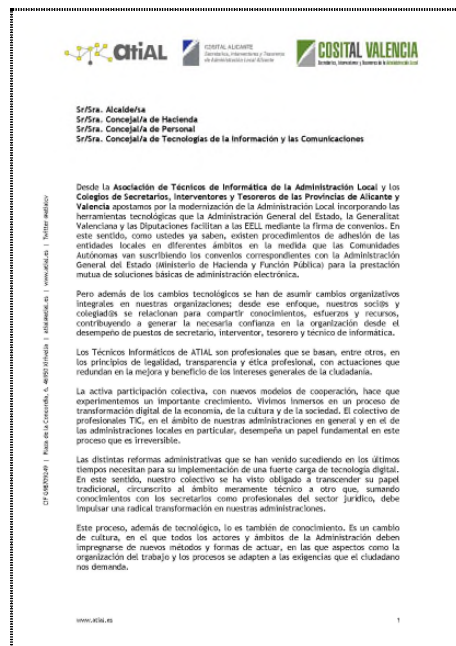 atiAL
COSITAL ALICANTE
Secretarios, Interventores y Tesoreros
de Administración Local Alicante
COSITAL VALENCIA
Secretarios, Interventores y Tesoreros de la Administración Local
Sr/Sra. Alcalde/sa
Sr/Sra. Concejal/a de Hacienda
Sr/Sra. Concejal/a de Personal
Sr/Sra. Concejal/a de Tecnologías de la Información y las Comunicaciones
Desde la Asociación de Técnicos de Informática de la Administración Local y los
Colegios de Secretarios, Interventores y Tesoreros de las Provincias de Alicante y
Valencia apostamos por la modernización de la Administración Local incorporando las
herramientas tecnológicas que la Administración General del Estado, la Generalitat
Valenciana y las Diputaciones facilitan a las EELL mediante la firma de convenios. En
este sentido, como ustedes ya saben, existen procedimientos de adhesión de las
entidades locales en diferentes ámbitos en la medida que las Comunidades
Autónomas van suscribiendo los convenios correspondientes con la Administración
General del Estado (Ministerio de Hacienda y Función Pública) para la prestación
mutua de soluciones básicas de administración electrónica.
Pero además de los cambios tecnológicos se han de asumir cambios organizativos
integrales en nuestras organizaciones; desde ese enfoque, nuestros soci@s y
colegiad@s se relacionan para compartir conocimientos, esfuerzos y recursos,
contribuyendo a generar la necesaria confianza en la organización desde el
desempeño de puestos de secretario, interventor, tesorero y técnico de informática.
Los Técnicos Informáticos de ATIAL son profesionales que se basan, entre otros, en
los principios de legalidad, transparencia y ética profesional, con actuaciones que
redundan en la mejora y beneficio de los intereses generales de la ciudadanía.
La activa participación colectiva, con nuevos modelos de cooperación, hace que
experimentemos un importante crecimiento. Vivimos inmersos en un proceso de
transformación digital de la economía, de la cultura y de la sociedad. El colectivo de
profesionales TIC, en el ámbito de nuestras administraciones en general y en el de
las administraciones locales en particular, desempeña un papel fundamental en este
proceso que es irreversible.
Las distintas reformas administrativas que se han venido sucediendo en los últimos
tiempos necesitan para su implementación de una fuerte carga de tecnología digital.
En este sentido, nuestro colectivo se ha visto obligado a transcender su papel
tradicional, circunscrito al ámbito meramente técnico a otro que, sumando
conocimientos con los secretarios como profesionales del sector jurídico, debe
impulsar una radical transformación en nuestras administraciones.
Este proceso, además de tecnológico, lo es también de conocimiento. Es un cambio
de cultura, en el que todos los actores y ámbitos de la Administración deben
impregnarse de nuevos métodos y formas de actuar, en las que aspectos como la
organización del trabajo y los procesos se adapten a las exigencias que el ciudadano
nos demanda.
www.atial.es 1